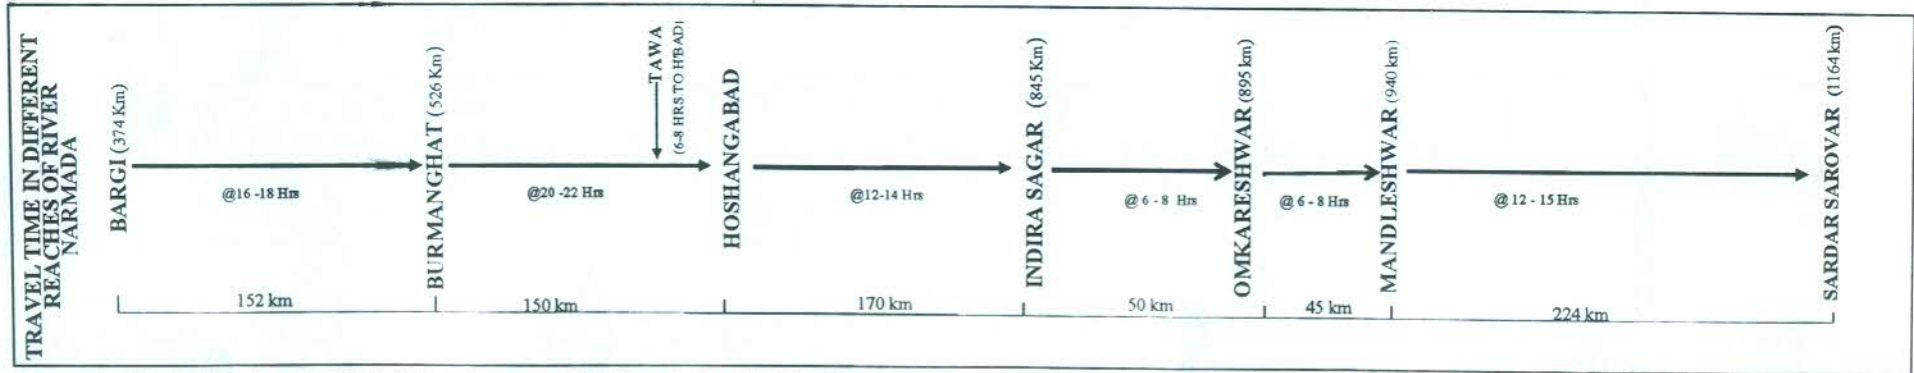 TRAVEL TIME IN DIFFERENT
REACHES OF RIVER
NARMADA
BARGI (374 Km)
@16 -18 Hrs
BURMANGHAT (526 Km)
@20 -22 Hrs
TAWA
(6-8 HRS.TO H'BAD)
HOSHANGABAD
@12-14 Hrs
INDIRA SAGAR (845 Km)
@ 6 - 8 Hrs
OMKARESHWAR (895 km)
@ 6 - 8 Hrs
MANDLESHWAR (940 km)
@ 12 - 15 Hrs
SARDAR SAROVAR (1164 km)
152 km
150 km
170 km
50 km
45 km
224 km